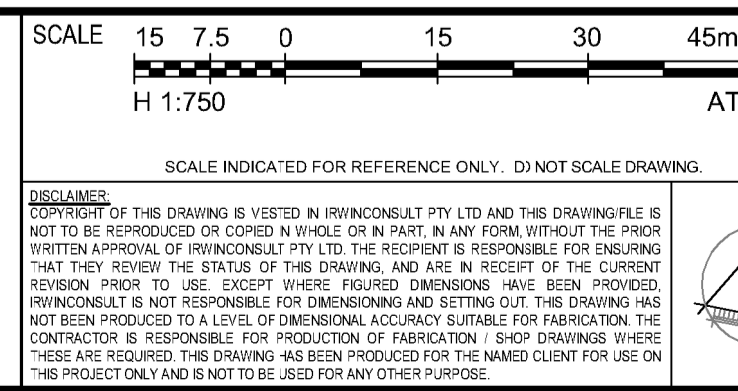 SCALE 15 7.5 0 15 30 45m
H 1:750 AT
SCALE INDICATED FOR REFERENCE ONLY. DO NOT SCALE DRAWING.
DISCLAIMER:
COPYRIGHT OF THIS DRAWING IS VESTED IN IRWINCONSULT PTY LTD AND THIS DRAWING/FILE IS
NOT TO BE REPRODUCED OR COPIED IN WHOLE OR IN PART, IN ANY FORM, WITHOUT THE PRIOR
WRITTEN APPROVAL OF IRWINCONSULT PTY LTD. THE RECIPIENT IS RESPONSIBLE FOR ENSURING
THAT THEY REVIEW THE STATUS OF THIS DRAWING, AND ARE IN RECEIPT OF THE CURRENT
REVISION PRIOR TO USE. EXCEPT WHERE FIGURED DIMENSIONS HAVE BEEN PROVIDED,
IRWINCONSULT IS NOT RESPONSIBLE FOR DIMENSIONING AND SETTING OUT. THIS DRAWING HAS
NOT BEEN PRODUCED TO A LEVEL OF DIMENSIONAL ACCURACY SUITABLE FOR FABRICATION. THE
CONTRACTOR IS RESPONSIBLE FOR PRODUCTION OF FABRICATION / SHOP DRAWINGS WHERE
THESE ARE REQUIRED. THIS DRAWING HAS BEEN PRODUCED FOR THE NAMED CLIENT FOR USE ON
THIS PROJECT ONLY AND IS NOT TO BE USED FOR ANY OTHER PURPOSE.